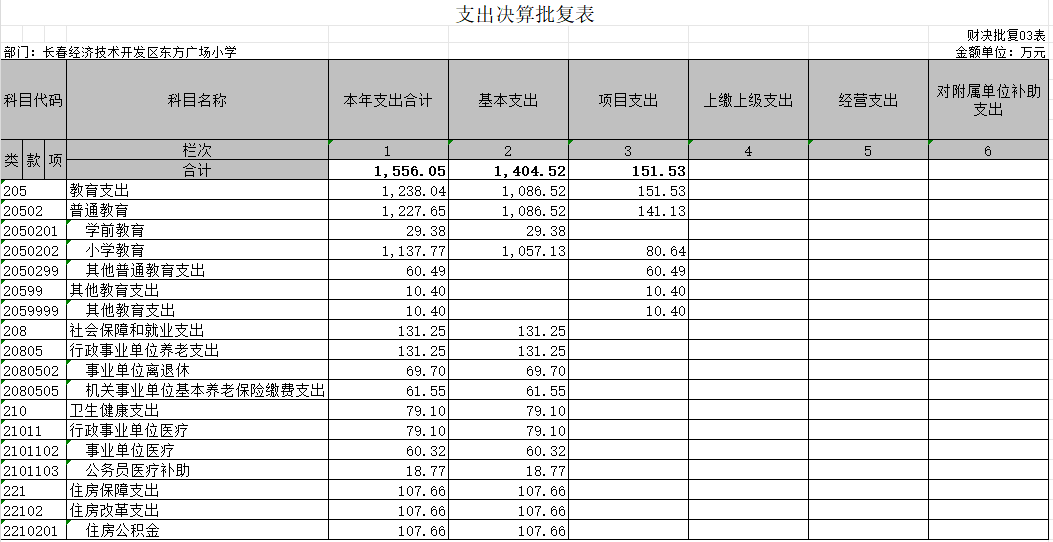 支出决算批复表
财决批复03表
部门：长春经济技术开发区东方广场小学 金额单位：万元
科目代码 科目名称 本年支出合计 基本支出 项目支出 上缴上级支出 经营支出 对附属单位补助支出
类 款 项 栏次 1 2 3 4 5 6
合计 1,556.05 1,404.52 151.53
205 教育支出 1,238.04 1,086.52 151.53
20502 普通教育 1,227.65 1,086.52 141.13
2050201 学前教育 29.38 29.38
2050202 小学教育 1,137.77 1,057.13 80.64
2050299 其他普通教育支出 60.49 60.49
20599 其他教育支出 10.40 10.40
2059999 其他教育支出 10.40 10.40
208 社会保障和就业支出 131.25 131.25
20805 行政事业单位养老支出 131.25 131.25
2080502 事业单位离退休 69.70 69.70
2080505 机关事业单位基本养老保险缴费支出 61.55 61.55
210 卫生健康支出 79.10 79.10
21011 行政事业单位医疗 79.10 79.10
2101102 事业单位医疗 60.32 60.32
2101103 公务员医疗补助 18.77 18.77
221 住房保障支出 107.66 107.66
22102 住房改革支出 107.66 107.66
2210201 住房公积金 107.66 107.66